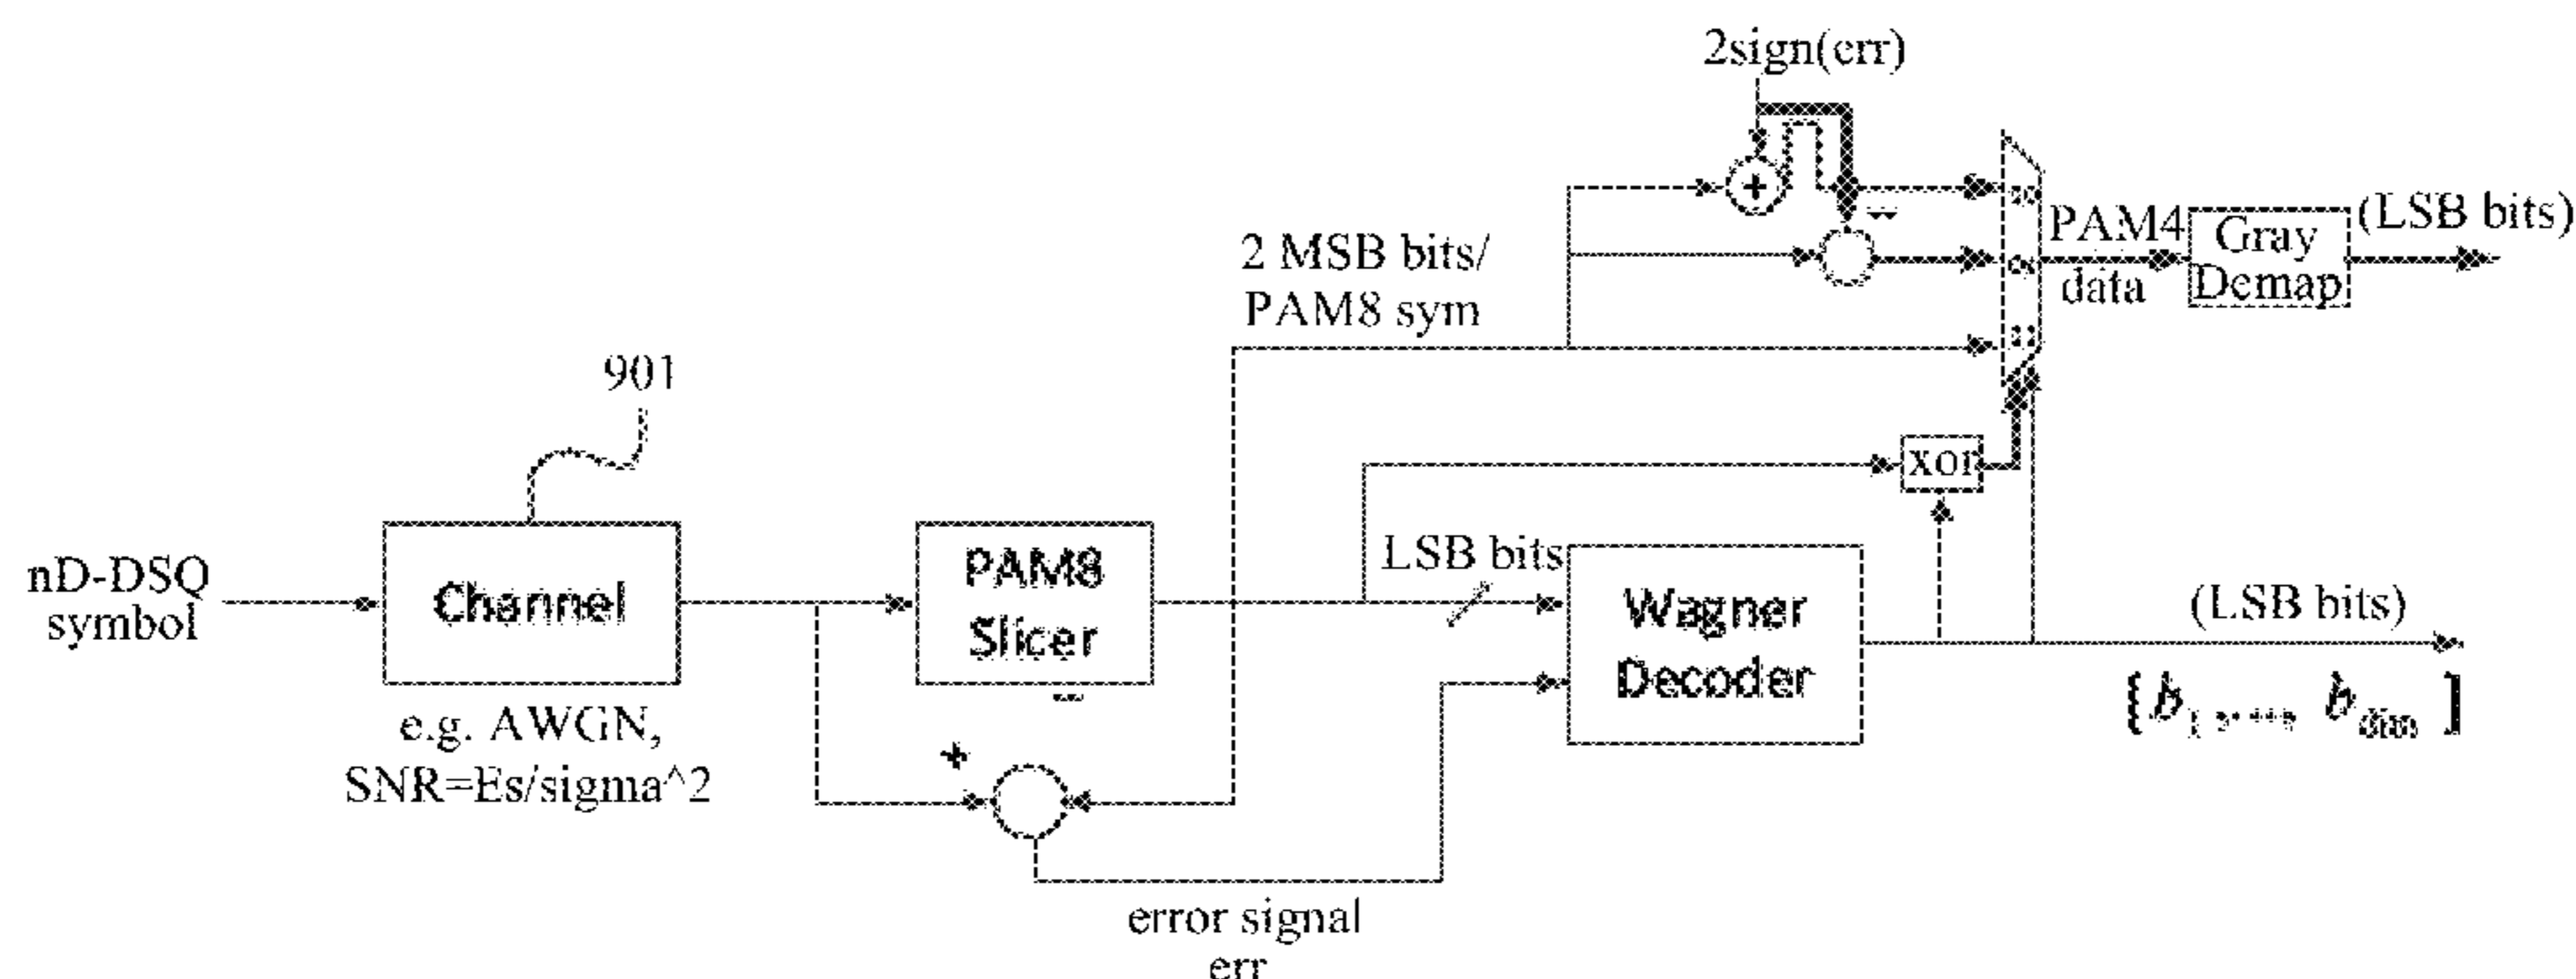 2sign(err)
+
(LSB bits)
PAM4
data
Gray
Demap
2 MSB bits/
PAM8 sym
901
xor
nD-DSQ
symbol
Channel
PAM8
Slicer
LSB bits
Wagner
Decoder
(LSB bits)
e.g. AWGN,
SNR=Es/sigma^2
+
error signal
err